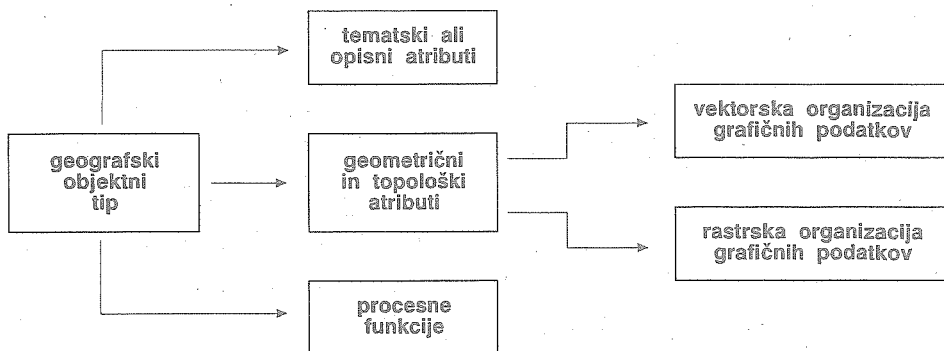 tematski ali
opisni atributi
geografski
objektni
tip
geometrični
in topološki
atributi
procesne
funkcije
vektorska organizacija
grafičnih podatkov
rastrska organizacija
grafičnih podatkov